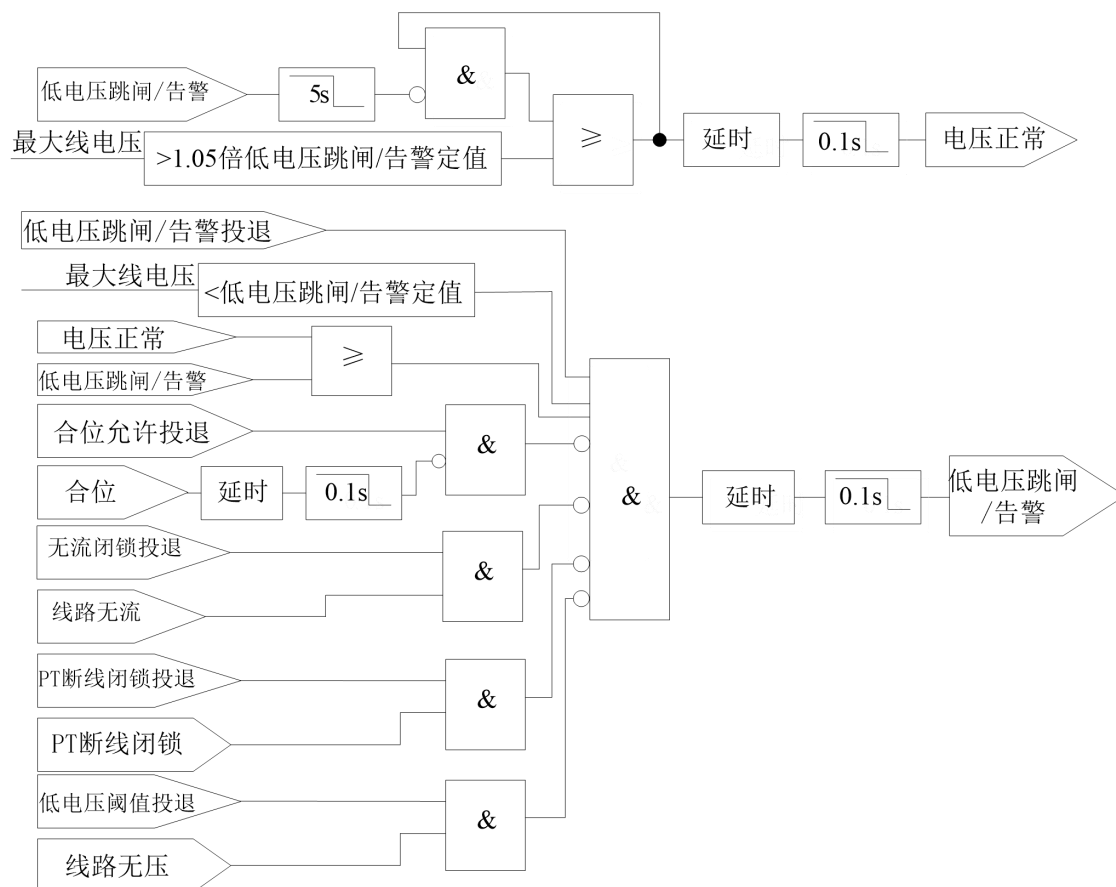 &
低电压跳闸/告警
5s
最大线电压
>1.05倍低电压跳闸/告警定值
≥
延时
0.1s
电压正常
低电压跳闸/告警投退
最大线电压
<低电压跳闸/告警定值
电压正常
≥
低电压跳闸/告警
合位允许投退
&
合位
延时
0.1s
&
延时
0.1s
低电压跳闸
/告警
无流闭锁投退
&
线路无流
PT断线闭锁投退
&
PT断线闭锁
低电压阈值投退
&
线路无压